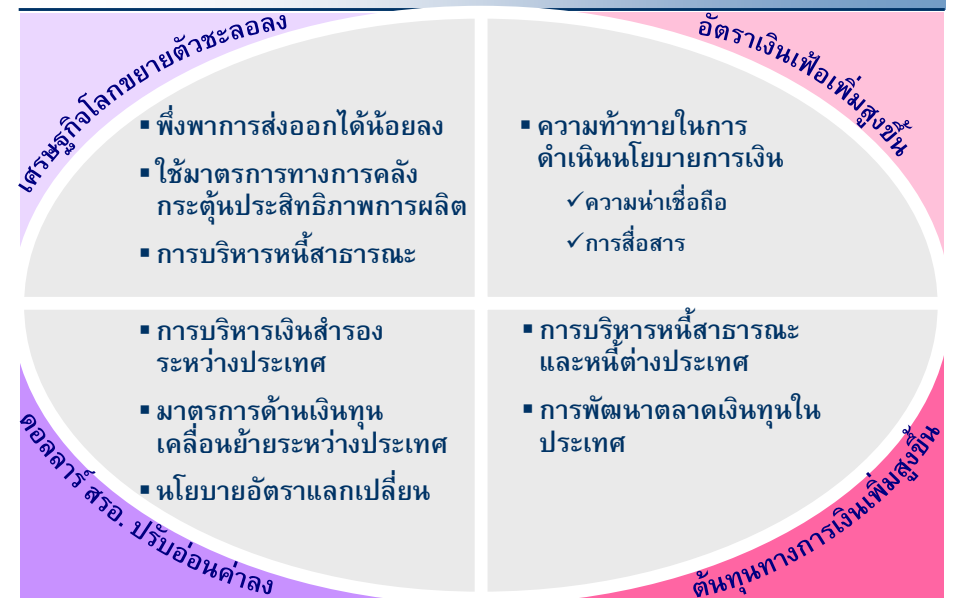 เศรษฐกิจโลกขยายตัวชะลอลง
▪ พึ่งพาการส่งออกได้น้อยลง
▪ ใช้มาตรการทางการคลัง
กระตุ้นประสิทธิภาพการผลิต
▪ การบริหารหนี้สาธารณะ
อัตราเงินเฟ้อเพิ่มสูงขึ้น
▪ ความท้าทายในการ
ดำเนินนโยบายการเงิน
✓ความน่าเชื่อถือ
✓การสื่อสาร
ดอลลาร์ สรอ. ปรับอ่อนค่าลง
▪ การบริหารเงินสำรอง
ระหว่างประเทศ
▪ มาตรการด้านเงินทุน
เคลื่อนย้ายระหว่างประเทศ
▪ นโยบายอัตราแลกเปลี่ยน
ต้นทุนทางการเงินเพิ่มสูงขึ้น
▪ การบริหารหนี้สาธารณะ
และหนี้ต่างประเทศ
▪ การพัฒนาตลาดเงินทุนใน
ประเทศ